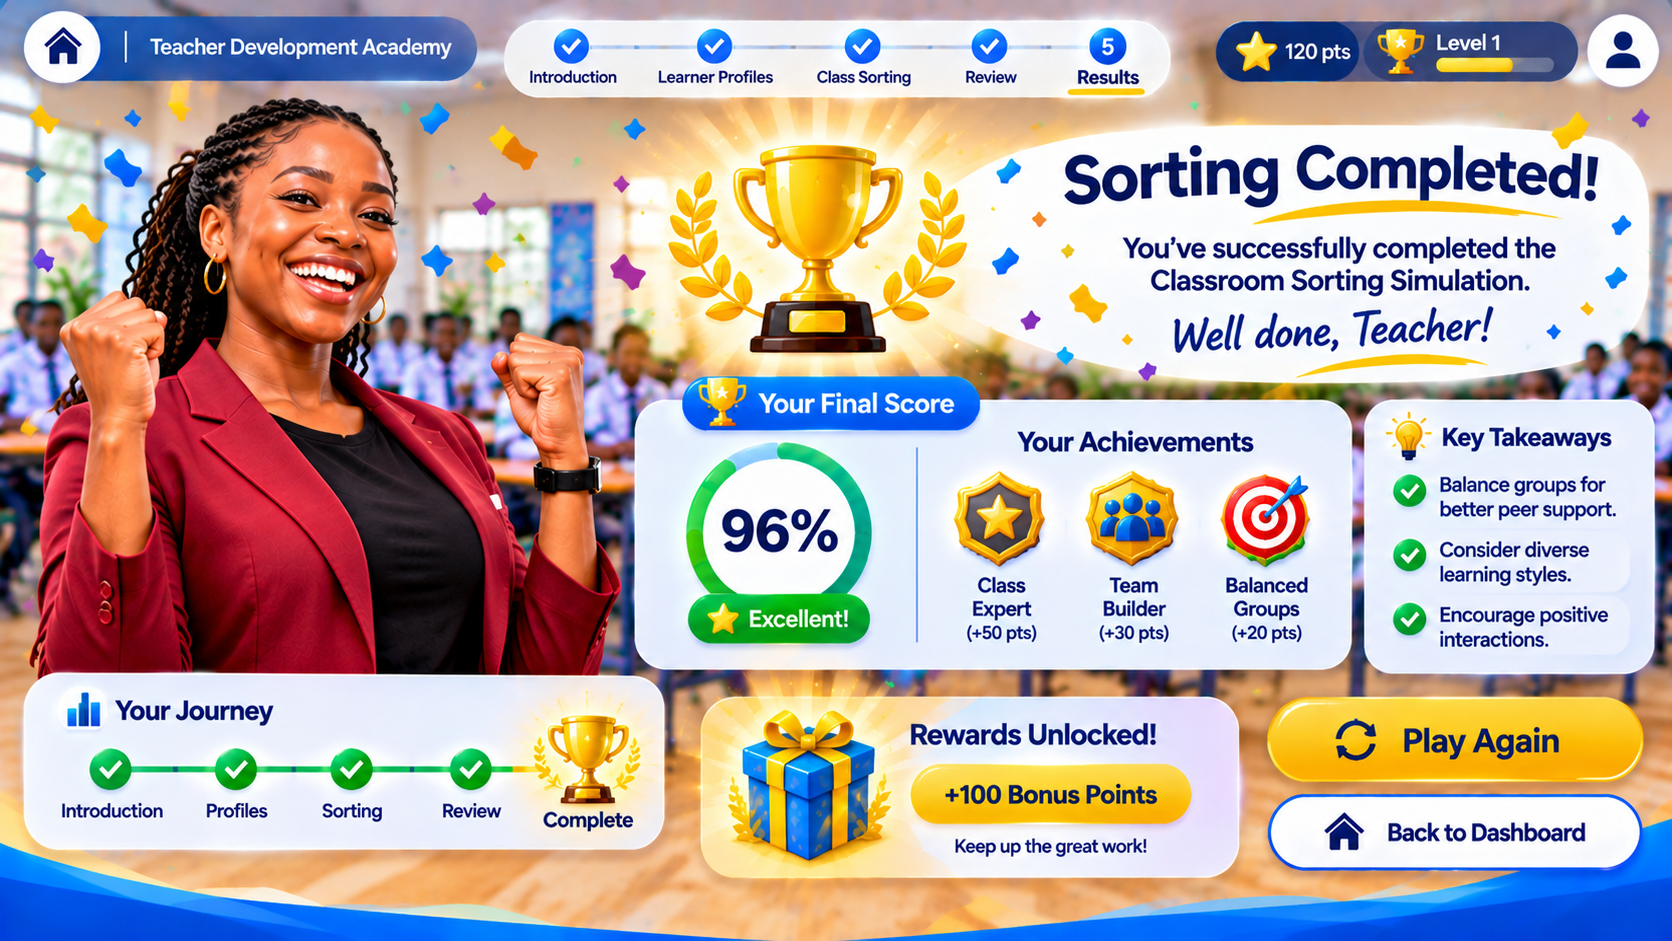 Teacher Development Academy
Introduction
Learner Profiles
Class Sorting
Review
5
Results
120 pts
Level 1
Sorting Completed!
You've successfully completed the
Classroom Sorting Simulation.
Well done, Teacher!
Your Final Score
96%
Excellent!
Your Achievements
Class
Expert
(+50 pts)
Team
Builder
(+30 pts)
Balanced
Groups
(+20 pts)
Key Takeaways
Balance groups for
better peer support.
Consider diverse
learning styles.
Encourage positive
interactions.
Your Journey
Introduction
Profiles
Sorting
Review
Complete
Rewards Unlocked!
+100 Bonus Points
Keep up the great work!
Play Again
Back to Dashboard